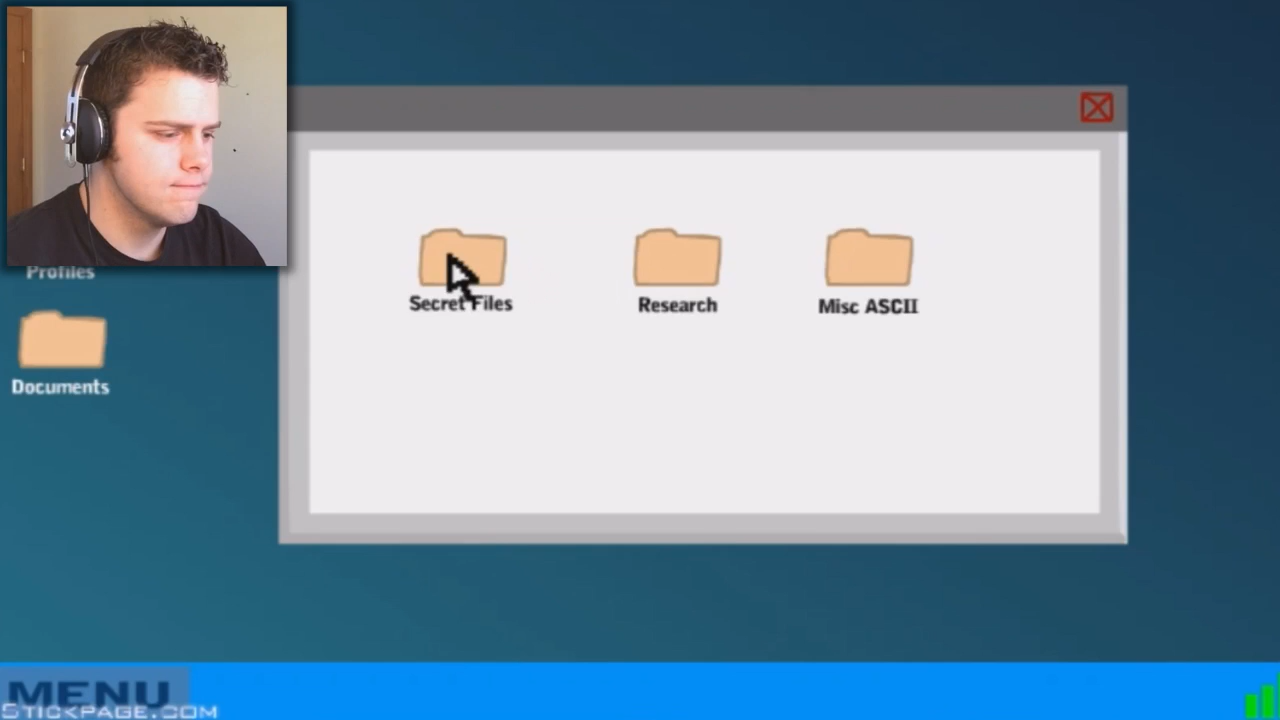 Secret Files
Research
Misc ASCII
Profiles
Documents
MENU
STICKPAGE.COM